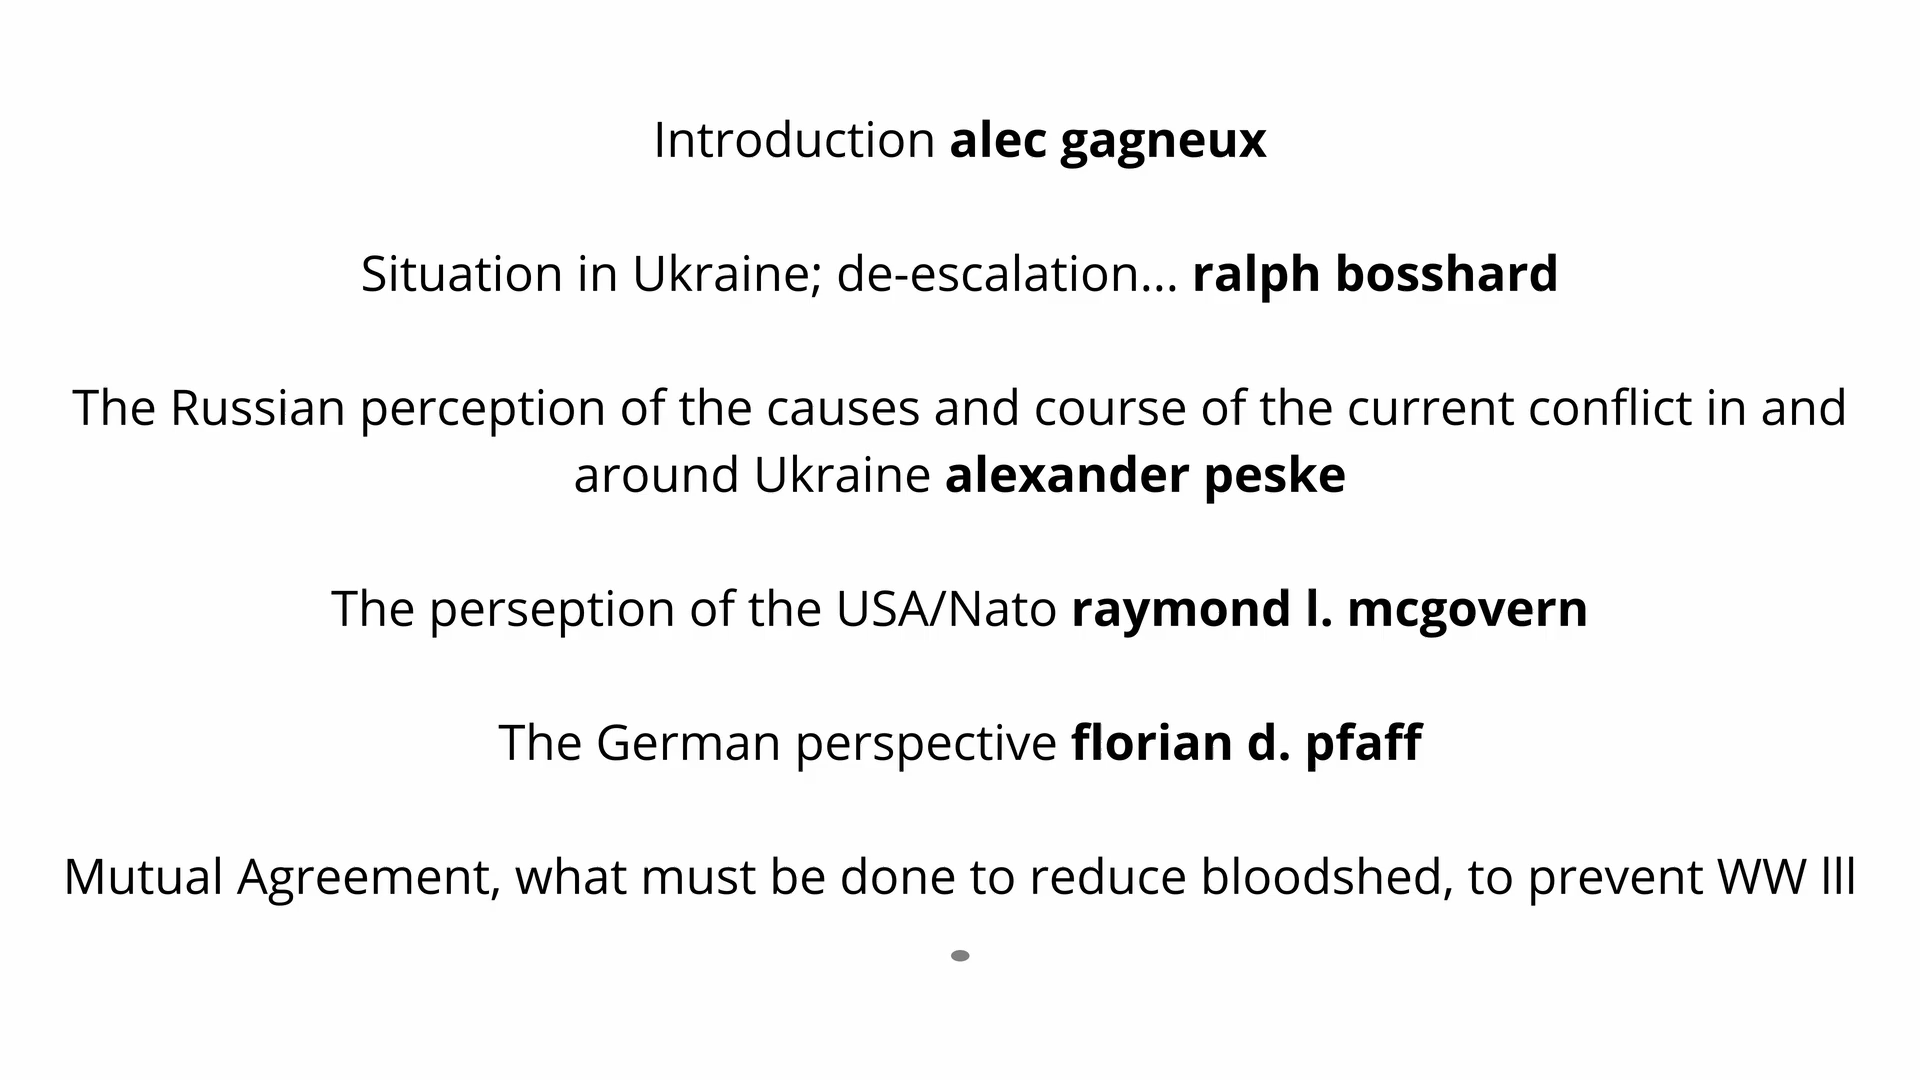 Introduction alec gagneux
Situation in Ukraine; de-escalation... ralph bosshard
The Russian perception of the causes and course of the current conflict in and
around Ukraine alexander peske
The perseption of the USA/Nato raymond l. mcgovern
The German perspective florian d. pfaff
Mutual Agreement, what must be done to reduce bloodshed, to prevent WW lll